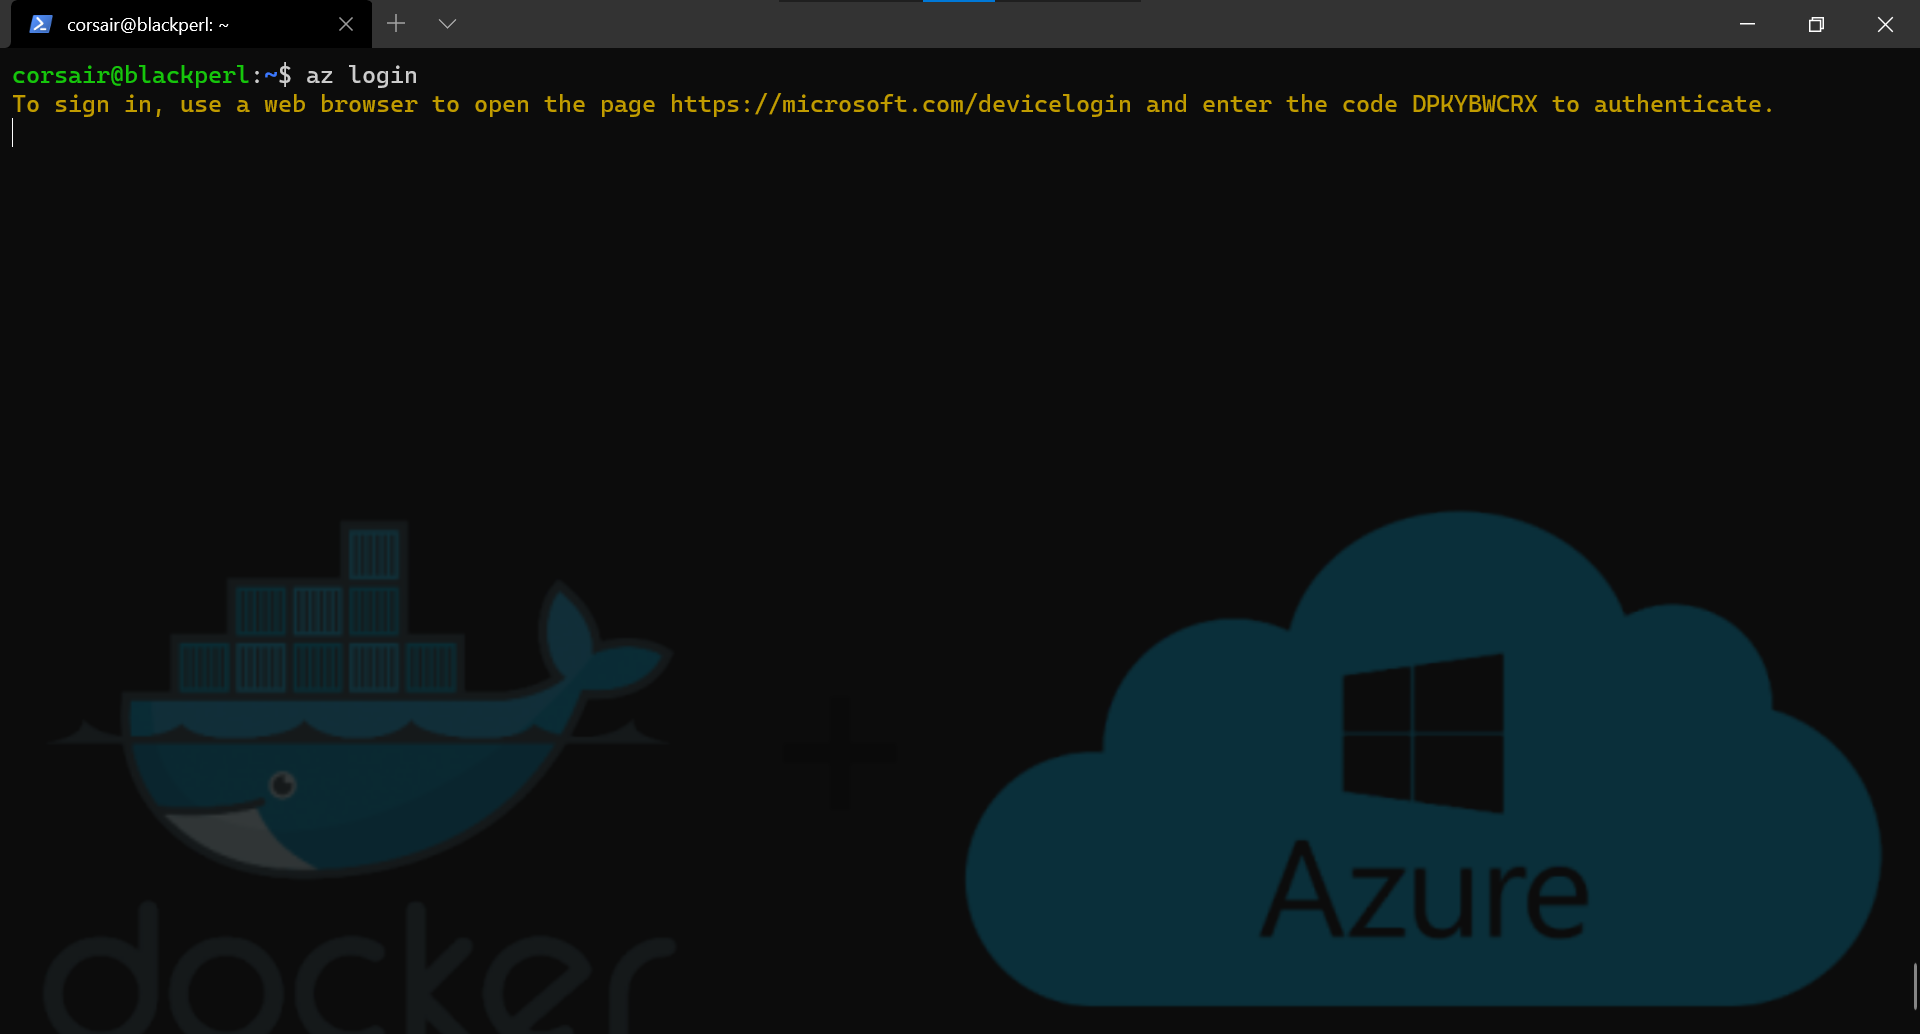 corsair@blackperl: ~
corsair@blackperl:~$ az login
To sign in, use a web browser to open the page https://microsoft.com/devicelogin and enter the code DPKYBWCRX to authenticate.
Azure
docker